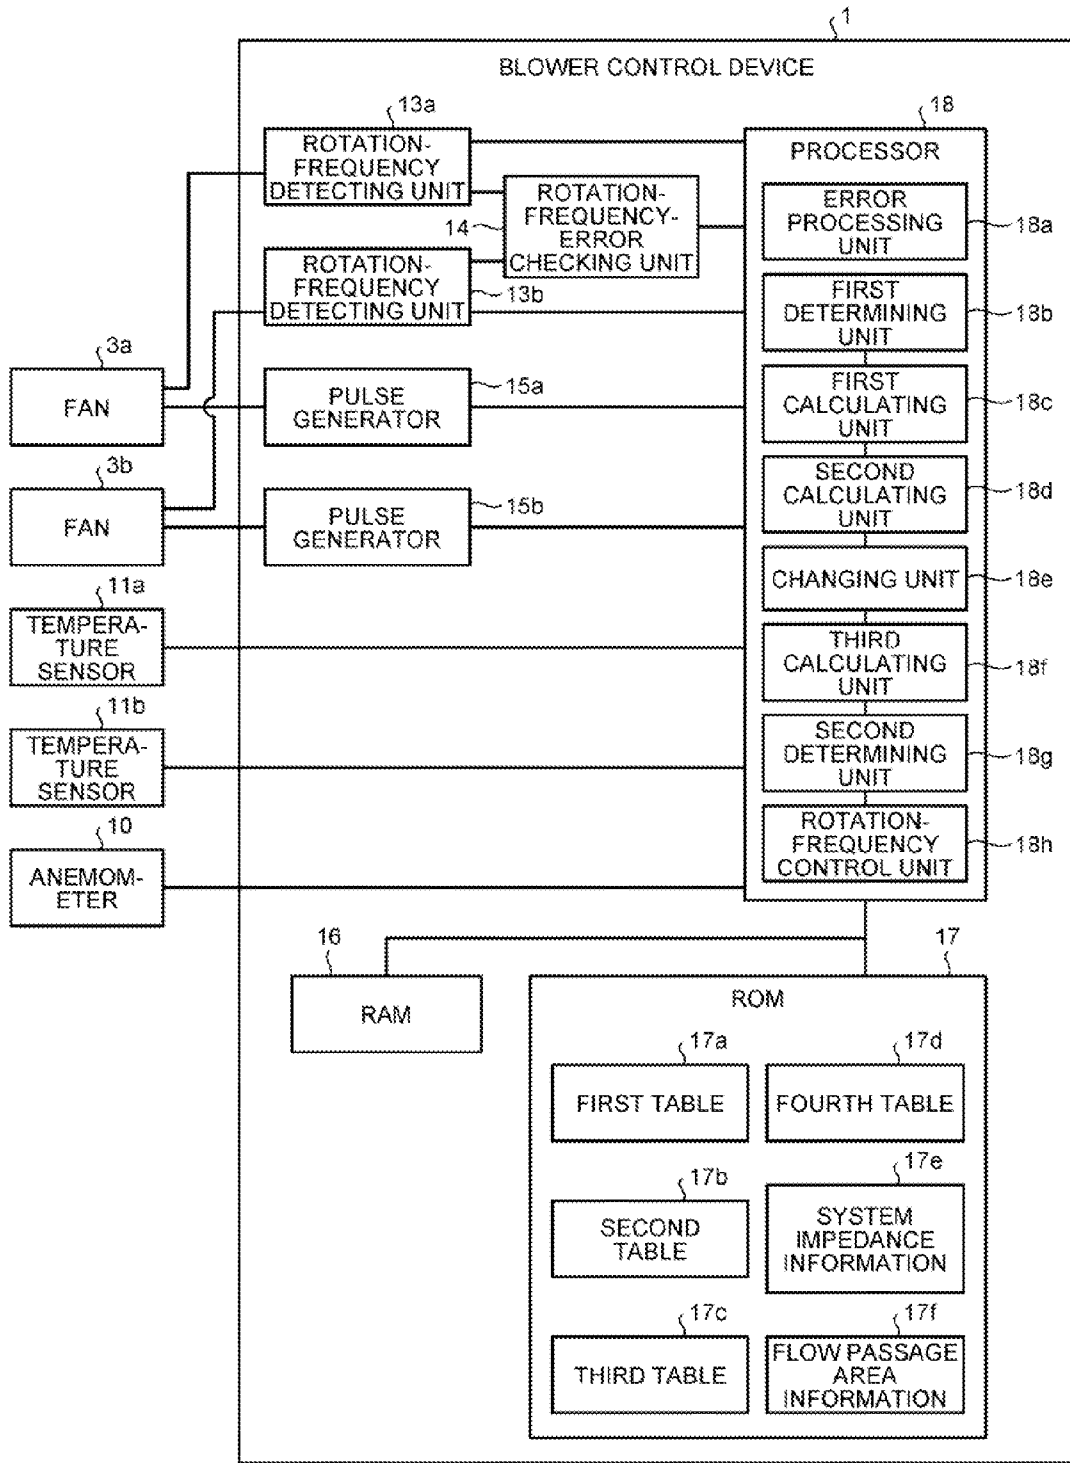 1
BLOWER CONTROL DEVICE
13a
ROTATION-
FREQUENCY
DETECTING UNIT
18
PROCESSOR
14
ROTATION-
FREQUENCY-
ERROR
CHECKING UNIT
ERROR
PROCESSING
UNIT
18a
ROTATION-
FREQUENCY
DETECTING UNIT
13b
FIRST
DETERMINING
UNIT
18b
3a
FAN
15a
PULSE
GENERATOR
FIRST
CALCULATING
UNIT
18c
3b
FAN
15b
PULSE
GENERATOR
SECOND
CALCULATING
UNIT
18d
CHANGING UNIT
18e
11a
TEMPERA-
TURE
SENSOR
THIRD
CALCULATING
UNIT
18f
11b
TEMPERA-
TURE
SENSOR
SECOND
DETERMINING
UNIT
18g
10
ANEMOM-
ETER
ROTATION-
FREQUENCY
CONTROL UNIT
18h
16
RAM
17
ROM
17a
FIRST TABLE
17d
FOURTH TABLE
17b
SECOND
TABLE
17e
SYSTEM
IMPEDANCE
INFORMATION
17c
THIRD TABLE
17f
FLOW PASSAGE
AREA
INFORMATION